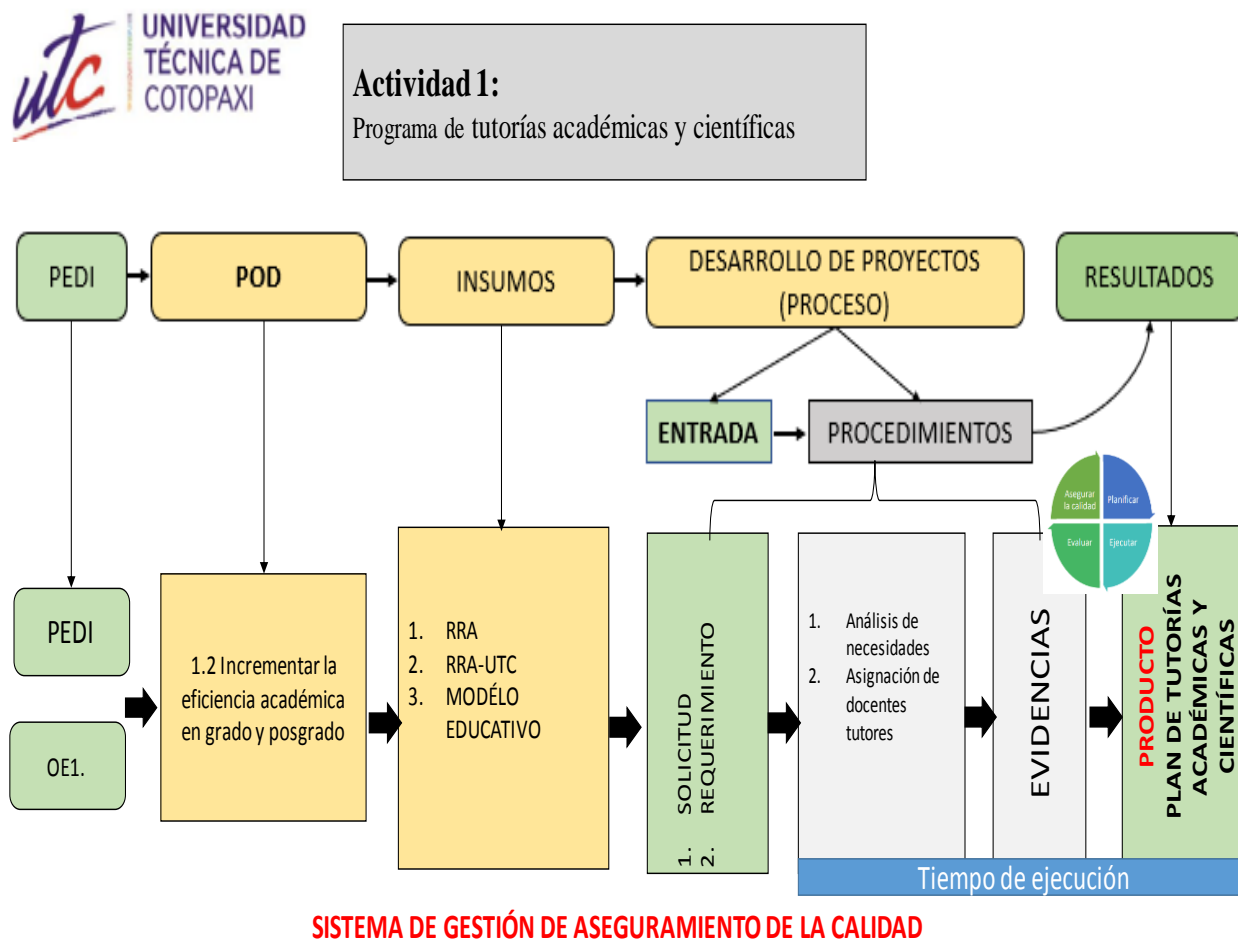 utc
UNIVERSIDAD
TÉCNICA DE
COTOPAXI
Actividad 1:
Programa de tutorías académicas y científicas
PEDI
POD
INSUMOS
DESARROLLO DE PROYECTOS
(PROCESO)
RESULTADOS
ENTRADA
PROCEDIMIENTOS
Asegurar
la calidad
Planificar
Evaluar
Ejecutar
PEDI
OE1.
1.2 Incrementar la
eficiencia académica
en grado y posgrado
1. RRA
2. RRA-UTC
3. MODÉLO
EDUCATIVO
1. SOLICITUD
2. REQUERIMIENTO
1. Análisis de
necesidades
2. Asignación de
docentes
tutores
EVIDENCIAS
PRODUCTO
PLAN DE TUTORÍAS
ACADÉMICAS Y
CIENTÍFICAS
Tiempo de ejecución
SISTEMA DE GESTIÓN DE ASEGURAMIENTO DE LA CALIDAD